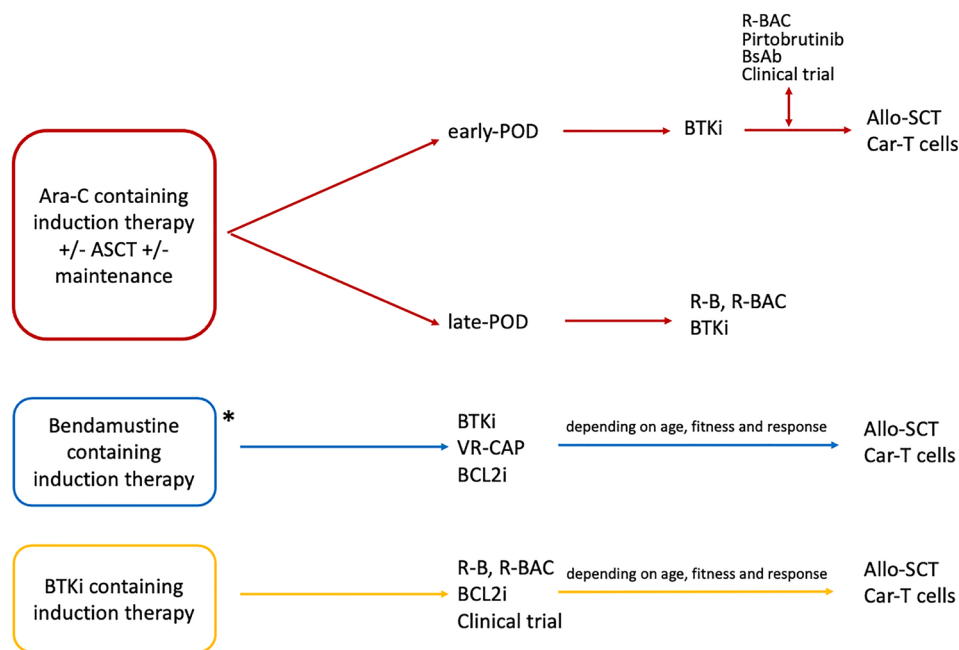 R-BAC
Pirtobrutinib
BsAb
Clinical trial
Ara-C containing
induction therapy
+/- ASCT +/-
maintenance
early-POD
BTKi
Allo-SCT
Car-T cells
late-POD
R-B, R-BAC
BTKi
Bendamustine
containing
induction therapy
*
BTKi
VR-CAP
BCL2i
depending on age, fitness and response
Allo-SCT
Car-T cells
BTKi containing
induction therapy
R-B, R-BAC
BCL2i
Clinical trial
depending on age, fitness and response
Allo-SCT
Car-T cells